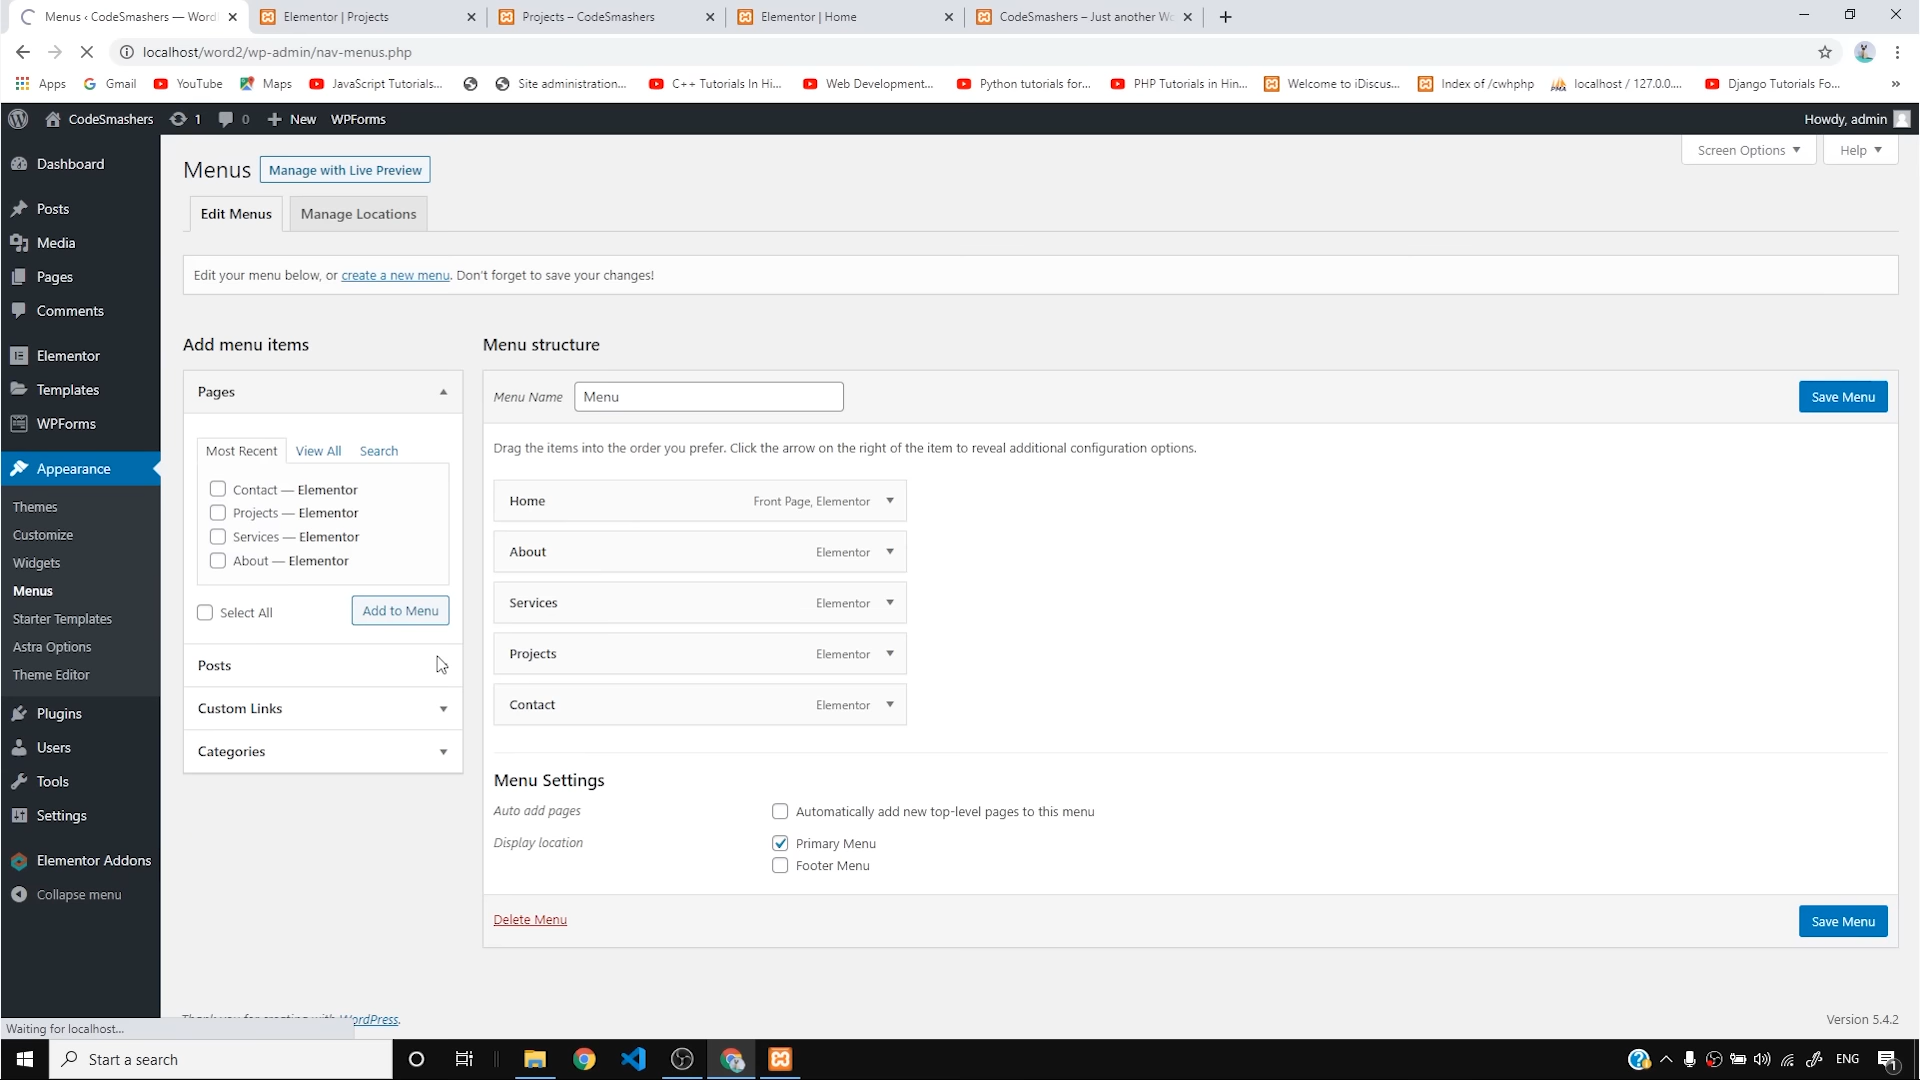 Menus ‹ CodeSmashers — Word
Elementor | Projects
Projects – CodeSmashers
Elementor | Home
CodeSmashers – Just another Wo
localhost/word2/wp-admin/nav-menus.php
Apps
Gmail
YouTube
Maps
JavaScript Tutorials...
Site administration...
C++ Tutorials In Hi...
Web Development...
Python tutorials for...
PHP Tutorials in Hin...
Welcome to iDiscus...
Index of /cwhphp
localhost / 127.0.0....
Django Tutorials Fo...
»
CodeSmashers
1
0
New
WPForms
Howdy, admin
Dashboard
Posts
Media
Pages
Comments
Elementor
Templates
WPForms
Appearance
Themes
Customize
Widgets
Menus
Starter Templates
Astra Options
Theme Editor
Plugins
Users
Tools
Settings
Elementor Addons
Collapse menu
Screen Options
Help
Menus
Manage with Live Preview
Edit Menus
Manage Locations
Edit your menu below, or create a new menu. Don't forget to save your changes!
Add menu items
Pages
Most Recent
View All
Search
Contact — Elementor
Projects — Elementor
Services — Elementor
About — Elementor
Select All
Add to Menu
Posts
Custom Links
Categories
Menu structure
Menu Name
Menu
Save Menu
Drag the items into the order you prefer. Click the arrow on the right of the item to reveal additional configuration options.
Home
Front Page, Elementor
About
Elementor
Services
Elementor
Projects
Elementor
Contact
Elementor
Menu Settings
Auto add pages
Automatically add new top-level pages to this menu
Display location
Primary Menu
Footer Menu
Delete Menu
Save Menu
Thank you for creating with WordPress.
Version 5.4.2
Waiting for localhost...
Start a search
ENG
1